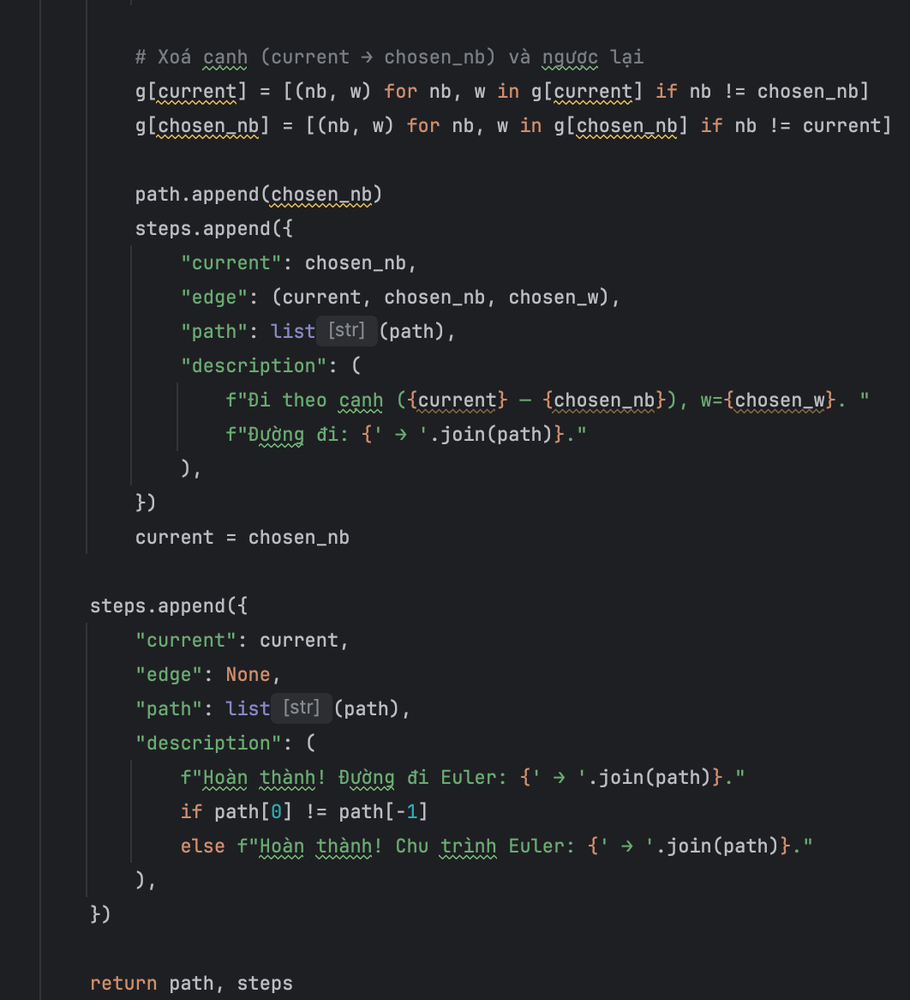 # Xoá cạnh (current → chosen_nb) và ngược lại
g[current] = [(nb, w) for nb, w in g[current] if nb != chosen_nb]
g[chosen_nb] = [(nb, w) for nb, w in g[chosen_nb] if nb != current]
path.append(chosen_nb)
steps.append({
"current": chosen_nb,
"edge": (current, chosen_nb, chosen_w),
"path": list[str](path),
"description": (
f"Đi theo cạnh ({current} — {chosen_nb}), w={chosen_w}. "
f"Đường đi: {' → '.join(path)}."
),
})
current = chosen_nb
steps.append({
"current": current,
"edge": None,
"path": list[str](path),
"description": (
f"Hoàn thành! Đường đi Euler: {' → '.join(path)}."
if path[0] != path[-1]
else f"Hoàn thành! Chu trình Euler: {' → '.join(path)}."
),
})
return path, steps